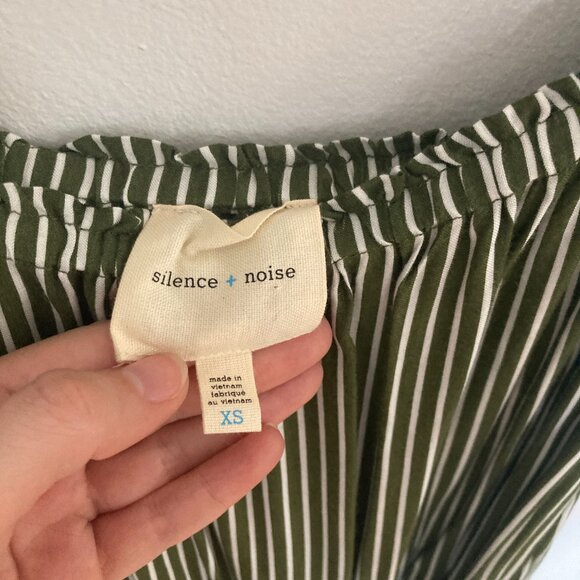 silence + noise
made in
vietnam
fabriqué
au vietnam
XS